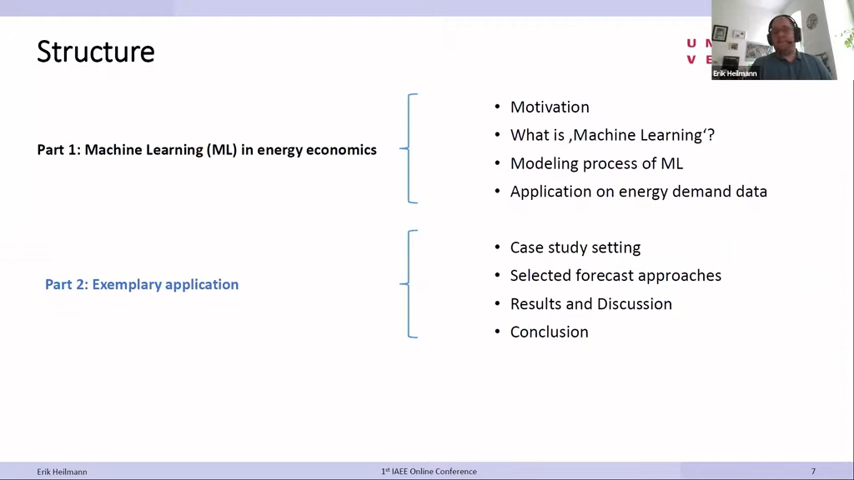 Structure
U N
V E
Erik Heilmann
Part 1: Machine Learning (ML) in energy economics
• Motivation
• What is ‚Machine Learning‘?
• Modeling process of ML
• Application on energy demand data
Part 2: Exemplary application
• Case study setting
• Selected forecast approaches
• Results and Discussion
• Conclusion
Erik Heilmann
1st IAEE Online Conference
7